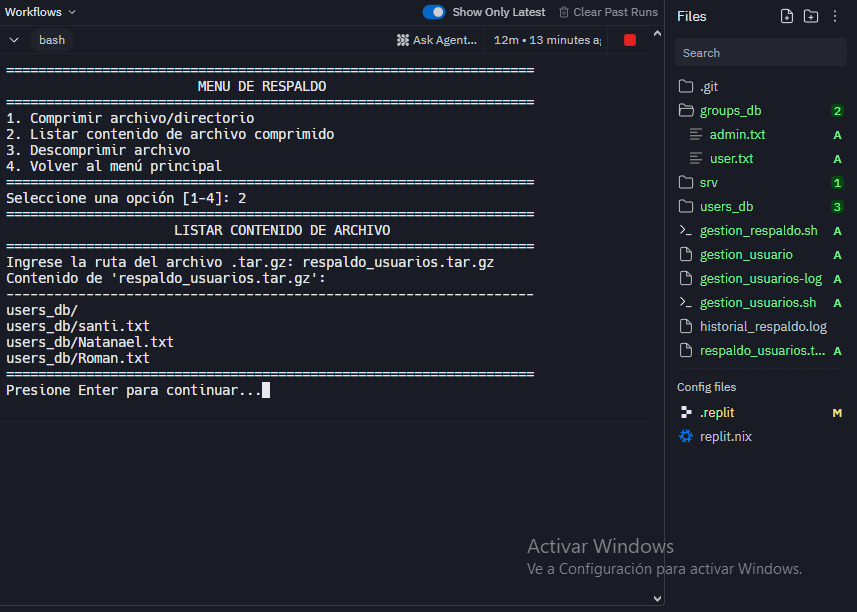 Workflows
Show Only Latest
Clear Past Runs
bash
Ask Agent...
12m • 13 minutes a
================================================================
MENU DE RESPALDO
================================================================
1. Comprimir archivo/directorio
2. Listar contenido de archivo comprimido
3. Descomprimir archivo
4. Volver al menú principal
================================================================
Seleccione una opción [1-4]: 2
================================================================
LISTAR CONTENIDO DE ARCHIVO
================================================================
Ingrese la ruta del archivo .tar.gz: respaldo_usuarios.tar.gz
Contenido de 'respaldo_usuarios.tar.gz':
----------------------------------------------------------------
users_db/
users_db/santi.txt
users_db/Natanael.txt
users_db/Roman.txt
================================================================
Presione Enter para continuar...
Files
Search
.git
groups_db 2
admin.txt A
user.txt A
srv 1
users_db 3
gestion_respaldo.sh A
gestion_usuario A
gestion_usuarios-log A
gestion_usuarios.sh A
historial_respaldo.log
respaldo_usuarios.t... A
Config files
.replit M
replit.nix
Activar Windows
Ve a Configuración para activar Windows.